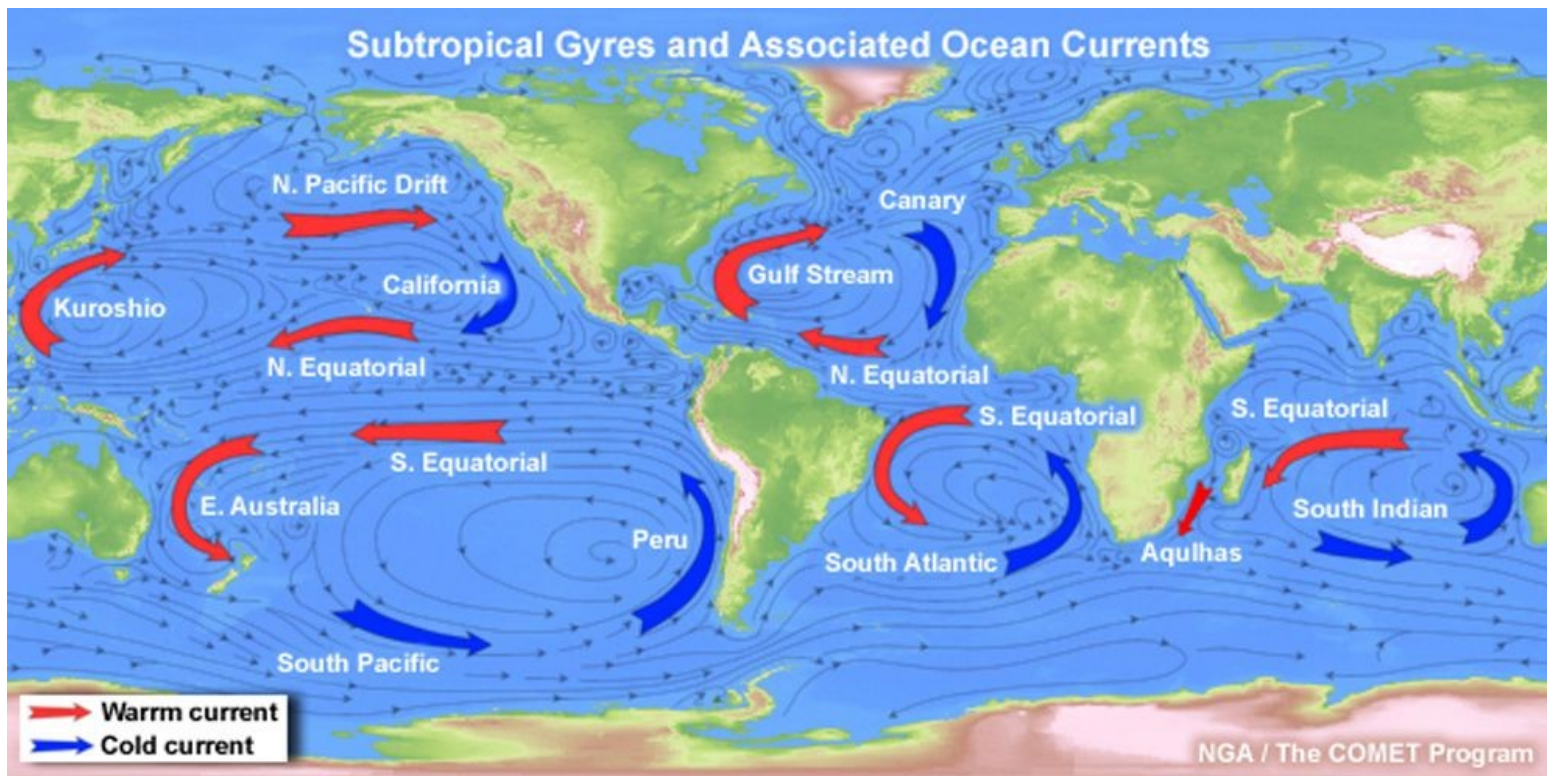 Subtropical Gyres and Associated Ocean Currents
N. Pacific Drift
Canary
California
Gulf Stream
Kuroshio
N. Equatorial
N. Equatorial
S. Equatorial
S. Equatorial
S. Equatorial
E. Australia
South Indian
Peru
Aqulhas
South Atlantic
South Pacific
Warrm current
Cold current
NGA / The COMET Program